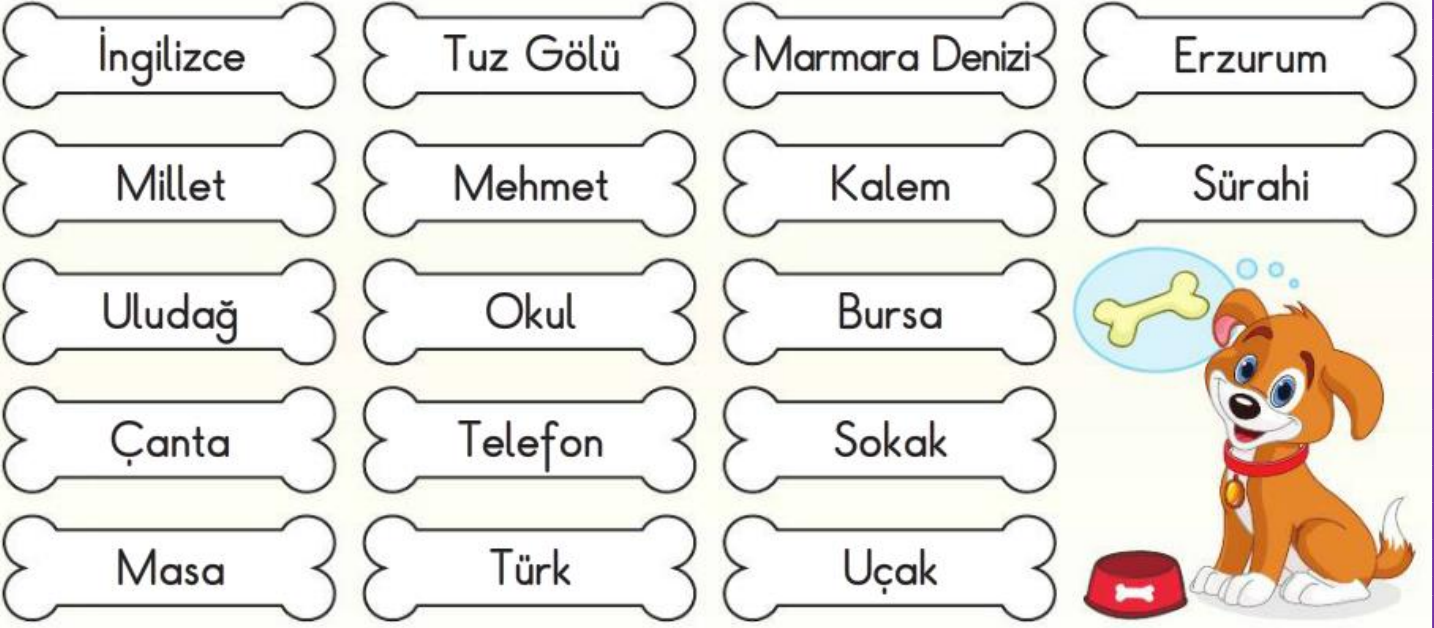 İngilizce
Tuz Gölü
Marmara Denizi
Erzurum
Millet
Mehmet
Kalem
Sürahi
Uludağ
Okul
Bursa
Çanta
Telefon
Sokak
Masa
Türk
Uçak